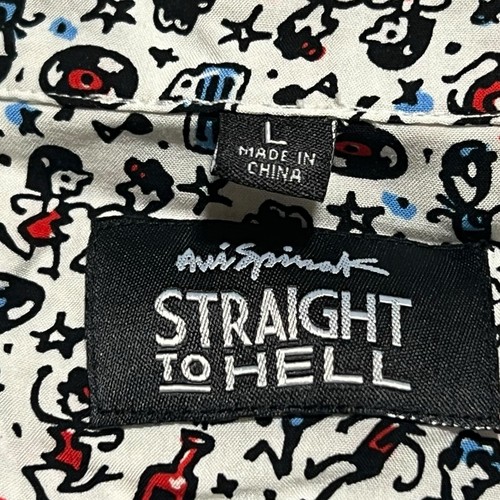 L
MADE IN
CHINA
Avi Spivak
STRAIGHT
TO HELL